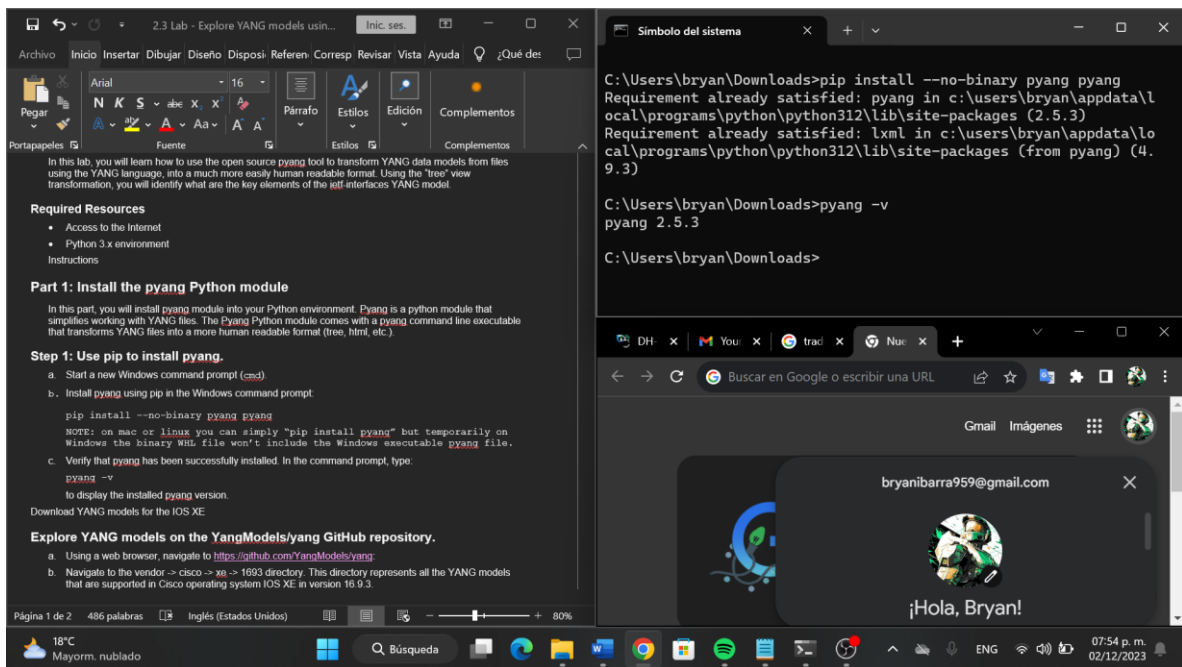 2.3 Lab - Explore YANG models usin...
Inic. ses.
Archivo Inicio Insertar Dibujar Diseño Disposi Referen Corresp Revisar Vista Ayuda ¿Qué de:
Pegar
Arial 16
N K S abc x, x²
A Aa A A
Párrafo
Estilos
Edición
Complementos
Portapapeles
Fuente
Estilos
Complementos
In this lab, you will learn how to use the open source pyang tool to transform YANG data models from files
using the YANG language, into a much more easily human readable format. Using the "tree" view
transformation, you will identify what are the key elements of the ietf-interfaces YANG model.
Required Resources
• Access to the Internet
• Python 3.x environment
Instructions
Part 1: Install the pyang Python module
In this part, you will install pyang module into your Python environment. Pyang is a python module that
simplifies working with YANG files. The Pyang Python module comes with a pyang command line executable
that transforms YANG files into a more human readable format (tree, html, etc.).
Step 1: Use pip to install pyang.
a. Start a new Windows command prompt (cmd).
b. Install pyang using pip in the Windows command prompt:
pip install --no-binary pyang pyang
NOTE: on mac or linux you can simply "pip install pyang" but temporarily on
Windows the binary WHL file won't include the Windows executable pyang file.
c. Verify that pyang has been successfully installed. In the command prompt, type:
pyang -v
to display the installed pyang version.
Download YANG models for the IOS XE
Explore YANG models on the YangModels/yang GitHub repository.
a. Using a web browser, navigate to https://github.com/YangModels/yang:
b. Navigate to the vendor -> cisco -> xe -> 1693 directory. This directory represents all the YANG models
that are supported in Cisco operating system IOS XE in version 16.9.3.
Página 1 de 2 486 palabras Inglés (Estados Unidos) 80%
Símbolo del sistema
C:\Users\bryan\Downloads>pip install --no-binary pyang pyang
Requirement already satisfied: pyang in c:\users\bryan\appdata\l
ocal\programs\python\python312\lib\site-packages (2.5.3)
Requirement already satisfied: lxml in c:\users\bryan\appdata\lo
cal\programs\python\python312\lib\site-packages (from pyang) (4.
9.3)
C:\Users\bryan\Downloads>pyang -v
pyang 2.5.3
C:\Users\bryan\Downloads>
DH- Your trad Nue
Buscar en Google o escribir una URL
Gmail Imágenes
bryanibarra959@gmail.com
¡Hola, Bryan!
18°C
Mayorm. nublado
Búsqueda
ENG
07:54 p. m.
02/12/2023